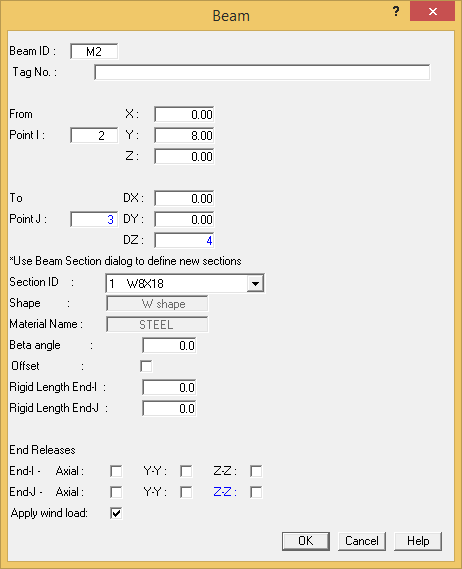 Beam ? ×
Beam ID : M2
Tag No. :
From X : 0.00
Point I : 2 Y : 8.00
Z : 0.00
To DX : 0.00
Point J : 3 DY : 0.00
DZ : 4
*Use Beam Section dialog to define new sections
Section ID : 1 W8X18
Shape : W shape
Material Name : STEEL
Beta angle : 0.0
Offset :
Rigid Length End-I : 0.0
Rigid Length End-J : 0.0
End Releases
End-I - Axial : Y-Y : Z-Z :
End-J - Axial : Y-Y : Z-Z :
Apply wind load:
OK Cancel Help